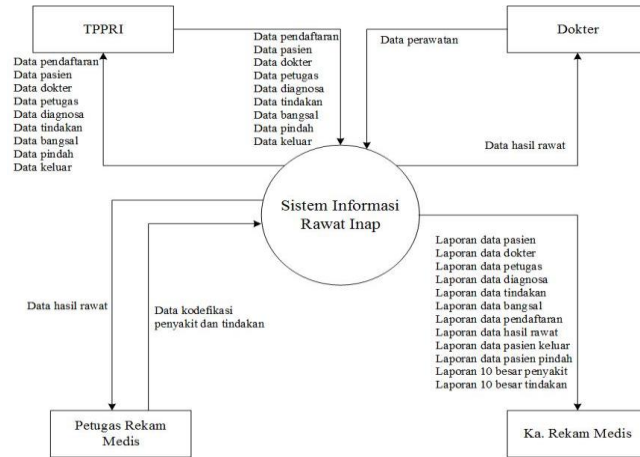 TPPRI
Dokter
Data pendaftaran
Data pasien
Data dokter
Data petugas
Data diagnosa
Data tindakan
Data bangsal
Data pindah
Data keluar
Data pendaftaran
Data pasien
Data dokter
Data petugas
Data diagnosa
Data tindakan
Data bangsal
Data pindah
Data keluar
Data perawatan
Data hasil rawat
Sistem Informasi
Rawat Inap
Data hasil rawat
Data kodefikasi
penyakit dan tindakan
Laporan data pasien
Laporan data dokter
Laporan data petugas
Laporan data diagnosa
Laporan data tindakan
Laporan data bangsal
Laporan data pendaftaran
Laporan data hasil rawat
Laporan data pasien keluar
Laporan data pasien pindah
Laporan 10 besar penyakit
Laporan 10 besar tindakan
Petugas Rekam
Medis
Ka. Rekam Medis